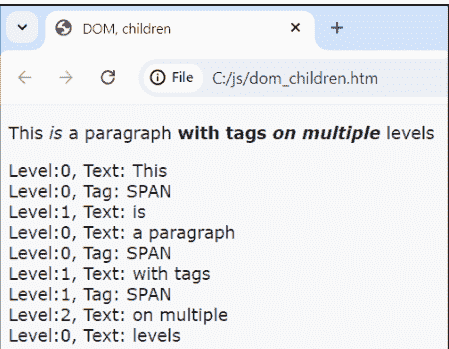 DOM, children
File C:/js/dom_children.htm
This is a paragraph with tags on multiple levels
Level:0, Text: This
Level:0, Tag: SPAN
Level:1, Text: is
Level:0, Text: a paragraph
Level:0, Tag: SPAN
Level:1, Text: with tags
Level:1, Tag: SPAN
Level:2, Text: on multiple
Level:0, Text: levels